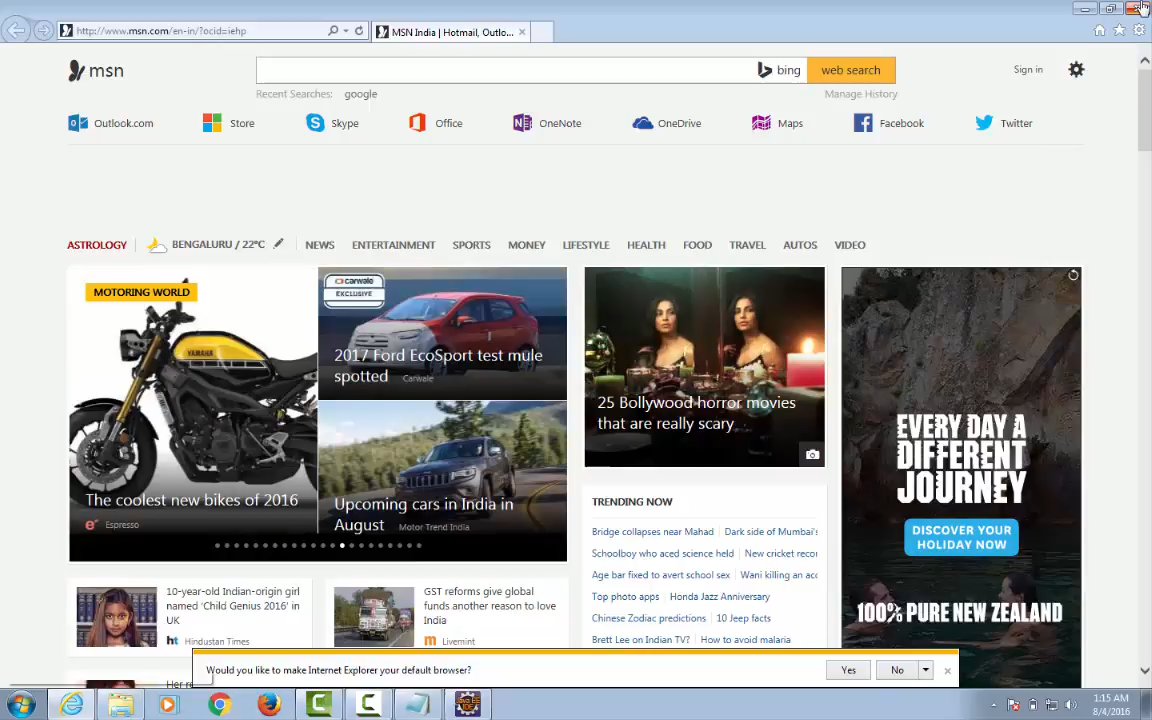 http://www.msn.com/en-in/?ocid=iehp
MSN India | Hotmail, Outlo...
msn
bing
web search
Sign in
Recent Searches: google
Manage History
Outlook.com
Store
Skype
Office
OneNote
OneDrive
Maps
Facebook
Twitter
ASTROLOGY
BENGALURU / 22°C
NEWS
ENTERTAINMENT
SPORTS
MONEY
LIFESTYLE
HEALTH
FOOD
TRAVEL
AUTOS
VIDEO
MOTORING WORLD
YAMAHA
The coolest new bikes of 2016
Espresso
carwale
EXCLUSIVE
2017 Ford EcoSport test mule
spotted Carwale
Upcoming cars in India in
August Motor Trend India
25 Bollywood horror movies
that are really scary
TRENDING NOW
Bridge collapses near Mahad
Dark side of Mumbai's
Schoolboy who aced science held
New cricket recor
Age bar fixed to avert school sex
Wani killing an acc
Top photo apps
Honda Jazz Anniversary
Chinese Zodiac predictions
10 Jeep facts
Brett Lee on Indian TV?
How to avoid malaria
EVERY DAY A
DIFFERENT
JOURNEY
DISCOVER YOUR
HOLIDAY NOW
100% PURE NEW ZEALAND
10-year-old Indian-origin girl
named 'Child Genius 2016' in
UK
ht Hindustan Times
GST reforms give global
funds another reason to love
India
m Livemint
Would you like to make Internet Explorer your default browser?
Yes
No
Java EE
IDE
1:15 AM
8/4/2016